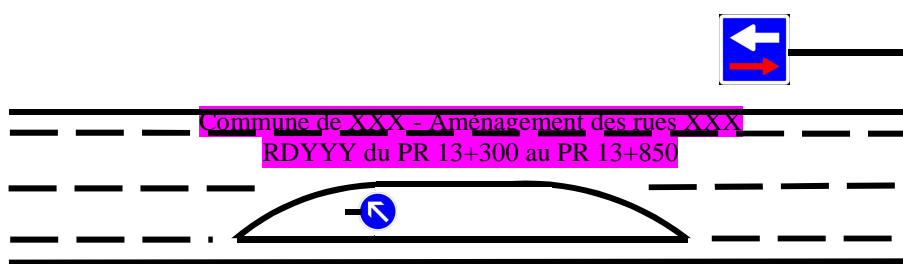 Commune de XXX - Aménagement des rues XXX
RDYYY du PR 13+300 au PR 13+850